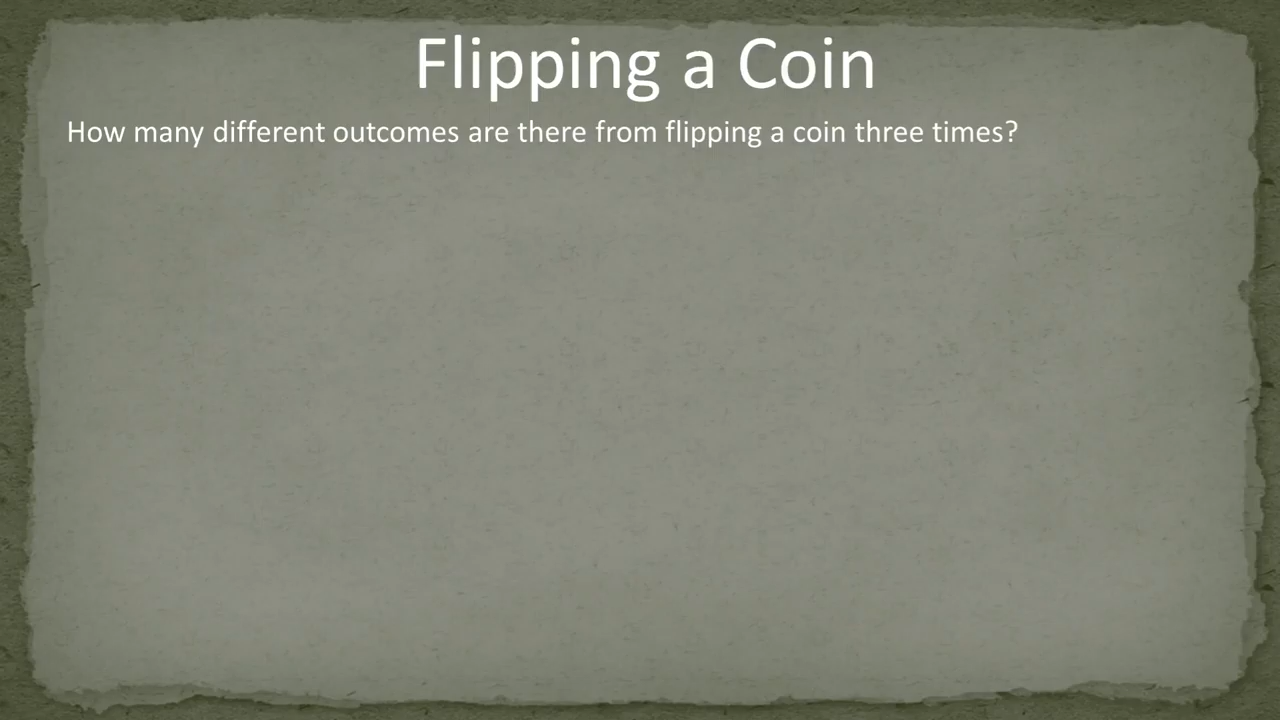 Flipping a Coin
How many different outcomes are there from flipping a coin three times?